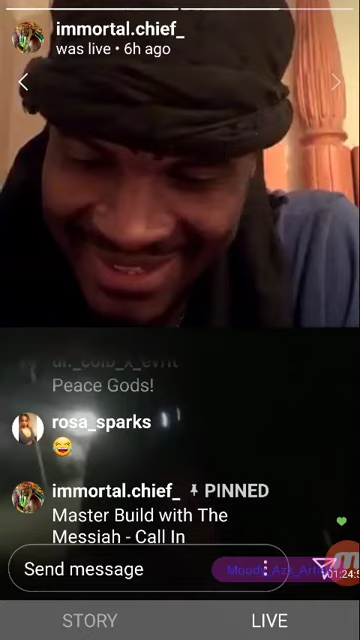 immortal.chief_
was live • 6h ago
Peace Gods!
rosa_sparks
immortal.chief_ PINNED
Master Build with The
Messiah - Call In
Send message
STORY LIVE